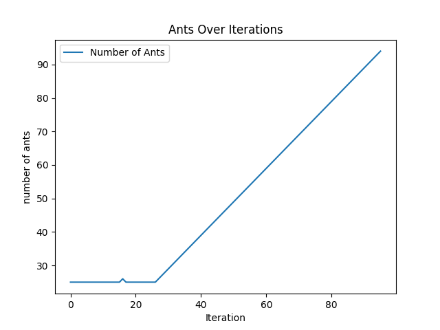 Ants Over Iterations
Number of Ants
number of ants
90
80
70
60
50
40
30
0 20 40 60 80
Iteration